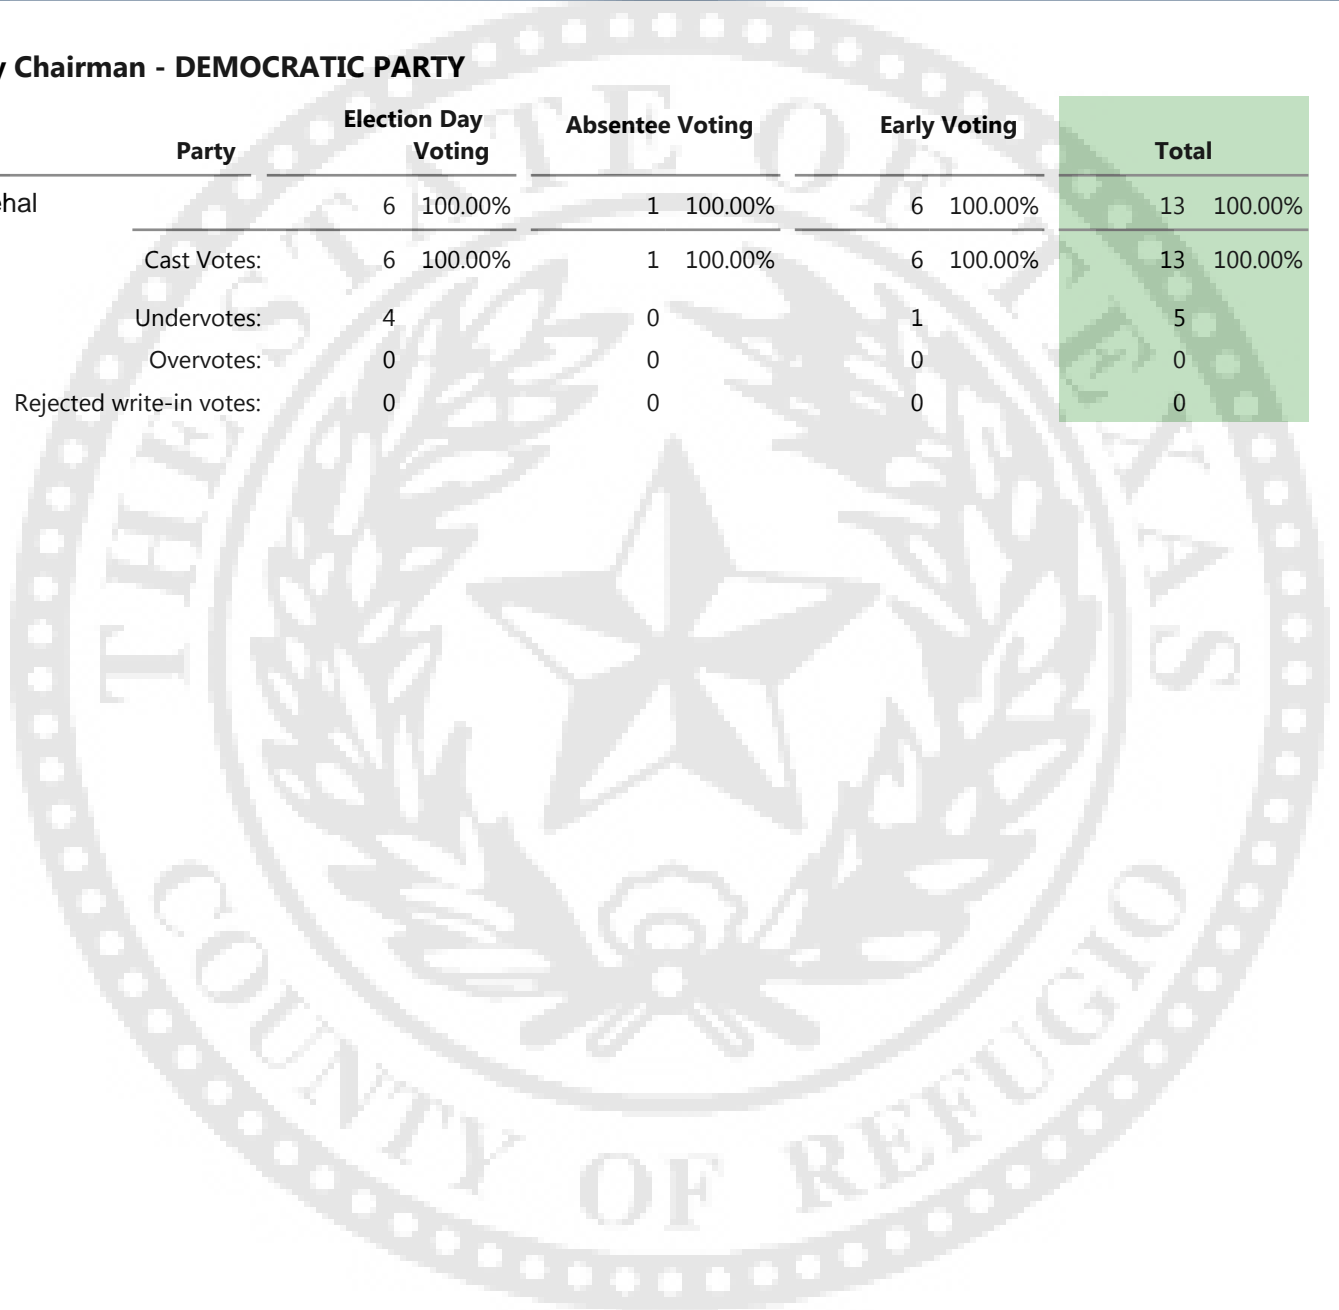 y Chairman - DEMOCRATIC PARTY
Party Election Day Voting Absentee Voting Early Voting Total
ehal 6 100.00% 1 100.00% 6 100.00% 13 100.00%
Cast Votes: 6 100.00% 1 100.00% 6 100.00% 13 100.00%
Undervotes: 4 0 1 5
Overvotes: 0 0 0 0
Rejected write-in votes: 0 0 0 0
THE STATE OF TEXAS
COUNTY OF REFUGIO